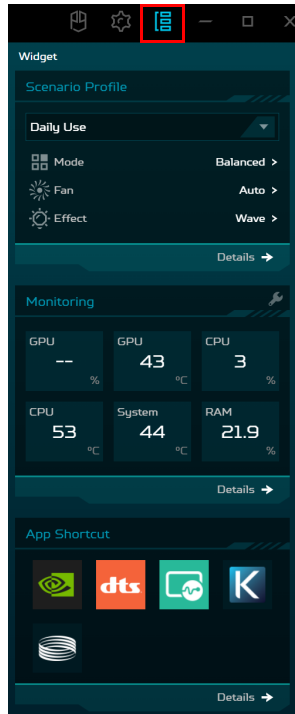 Widget
Scenario Profile
Daily Use
Mode Balanced >
Fan Auto >
Effect Wave >
Details →
Monitoring
GPU GPU CPU
-- 43 3
% °C %
CPU System RAM
53 44 21.9
°C °C %
Details →
App Shortcut
dts K
Details →